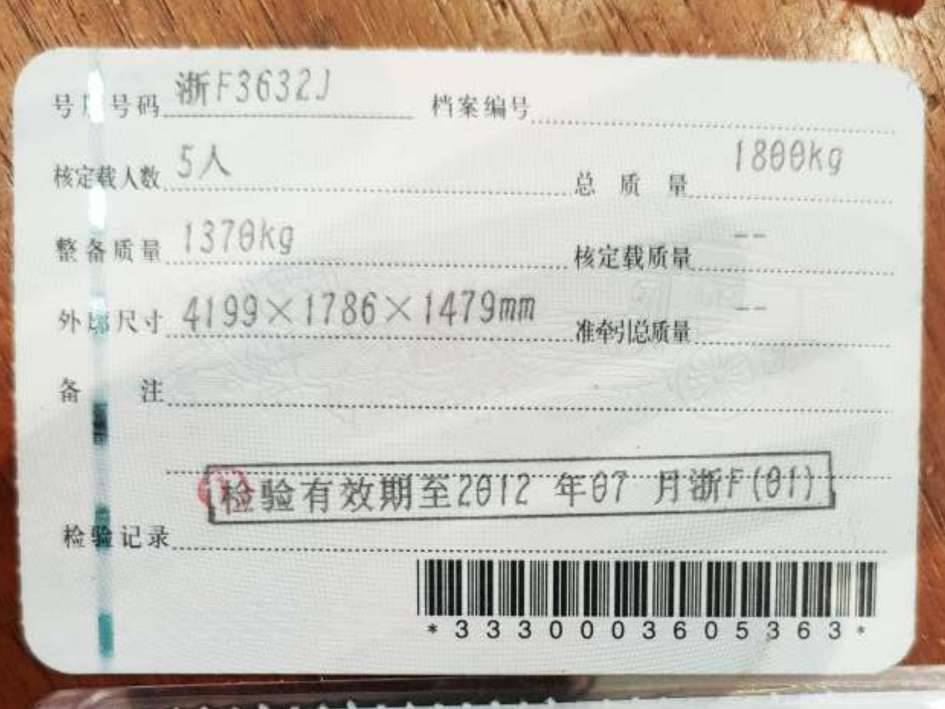 号牌号码 浙F3632J 档案编号
核定载人数 5人 总质量 1800kg
整备质量 1370kg 核定载质量 --
外廓尺寸 4199×1786×1479mm 准牵引总质量 --
备注
检验有效期至2012 年07 月浙F(01)
检验记录
*3330003605363*